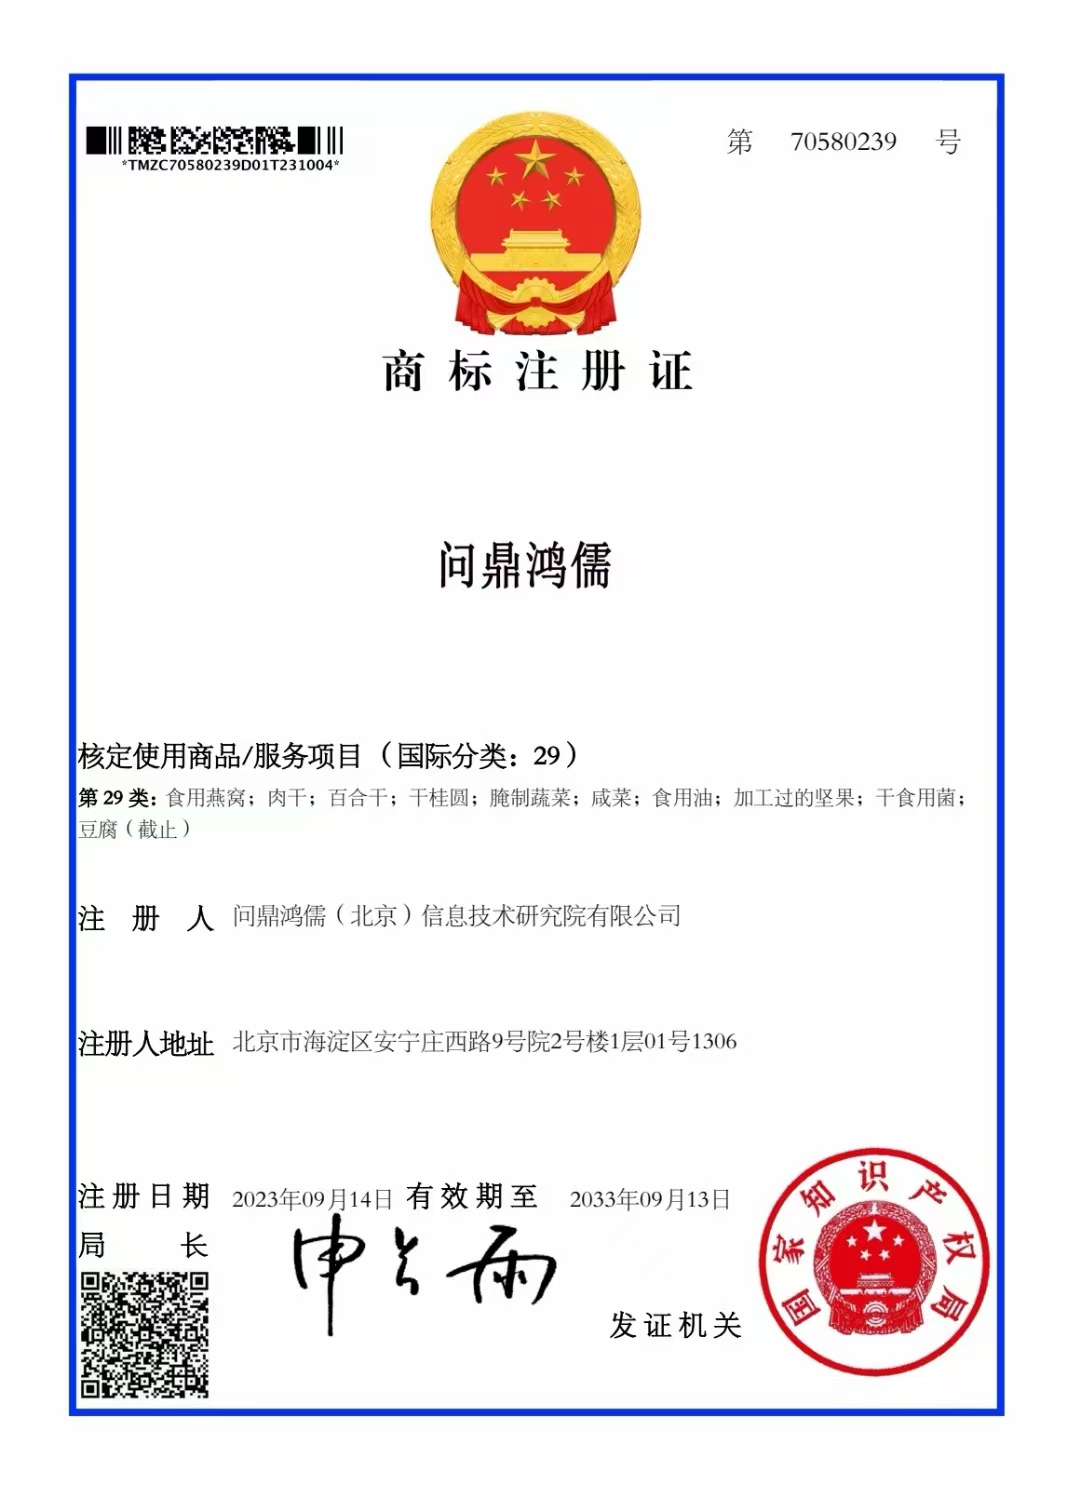 *TMZC70580239D01T231004*
第 70580239 号
商标注册证
问鼎鸿儒
核定使用商品/服务项目（国际分类：29）
第 29 类：食用燕窝；肉干；百合干；干桂圆；腌制蔬菜；咸菜；食用油；加工过的坚果；干食用菌；
豆腐（截止）
注册人 问鼎鸿儒（北京）信息技术研究院有限公司
注册人地址 北京市海淀区安宁庄西路9号院2号楼1层01号1306
注册日期 2023年09月14日 有效期至 2033年09月13日
局长 申长雨
发证机关
国家知识产权局